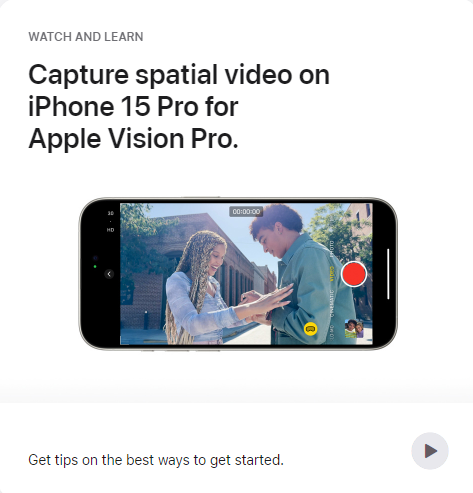 WATCH AND LEARN
Capture spatial video on
iPhone 15 Pro for
Apple Vision Pro.
30
HD
00:00:00
PHOTO
VIDEO
CINEMATIC
Get tips on the best ways to get started.